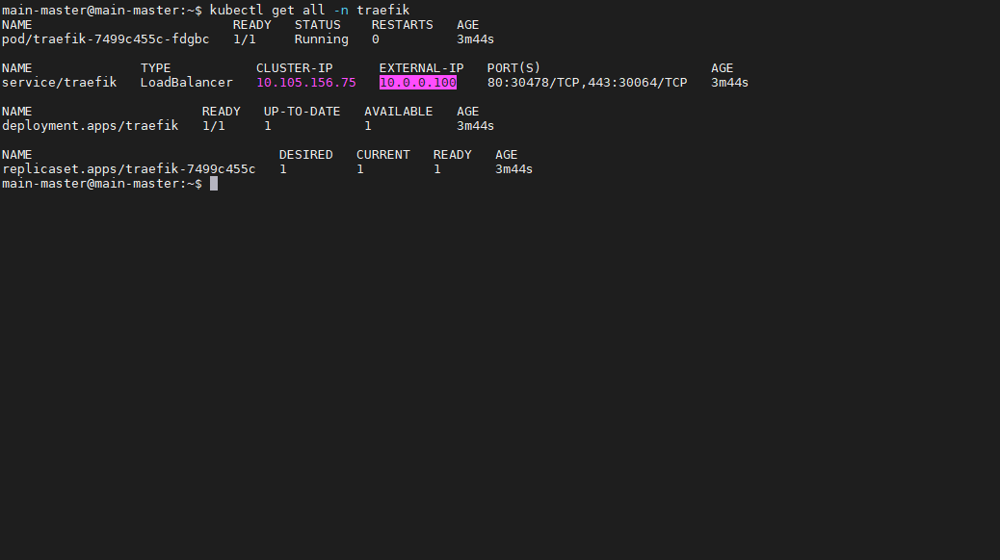 main-master@main-master:~$ kubectl get all -n traefik
NAME                          READY   STATUS    RESTARTS   AGE
pod/traefik-7499c455c-fdgbc   1/1     Running   0          3m44s

NAME              TYPE           CLUSTER-IP      EXTERNAL-IP   PORT(S)                      AGE
service/traefik   LoadBalancer   10.105.156.75   10.0.0.100    80:30478/TCP,443:30064/TCP   3m44s

NAME                      READY   UP-TO-DATE   AVAILABLE   AGE
deployment.apps/traefik   1/1     1            1           3m44s

NAME                                DESIRED   CURRENT   READY   AGE
replicaset.apps/traefik-7499c455c   1         1         1       3m44s
main-master@main-master:~$